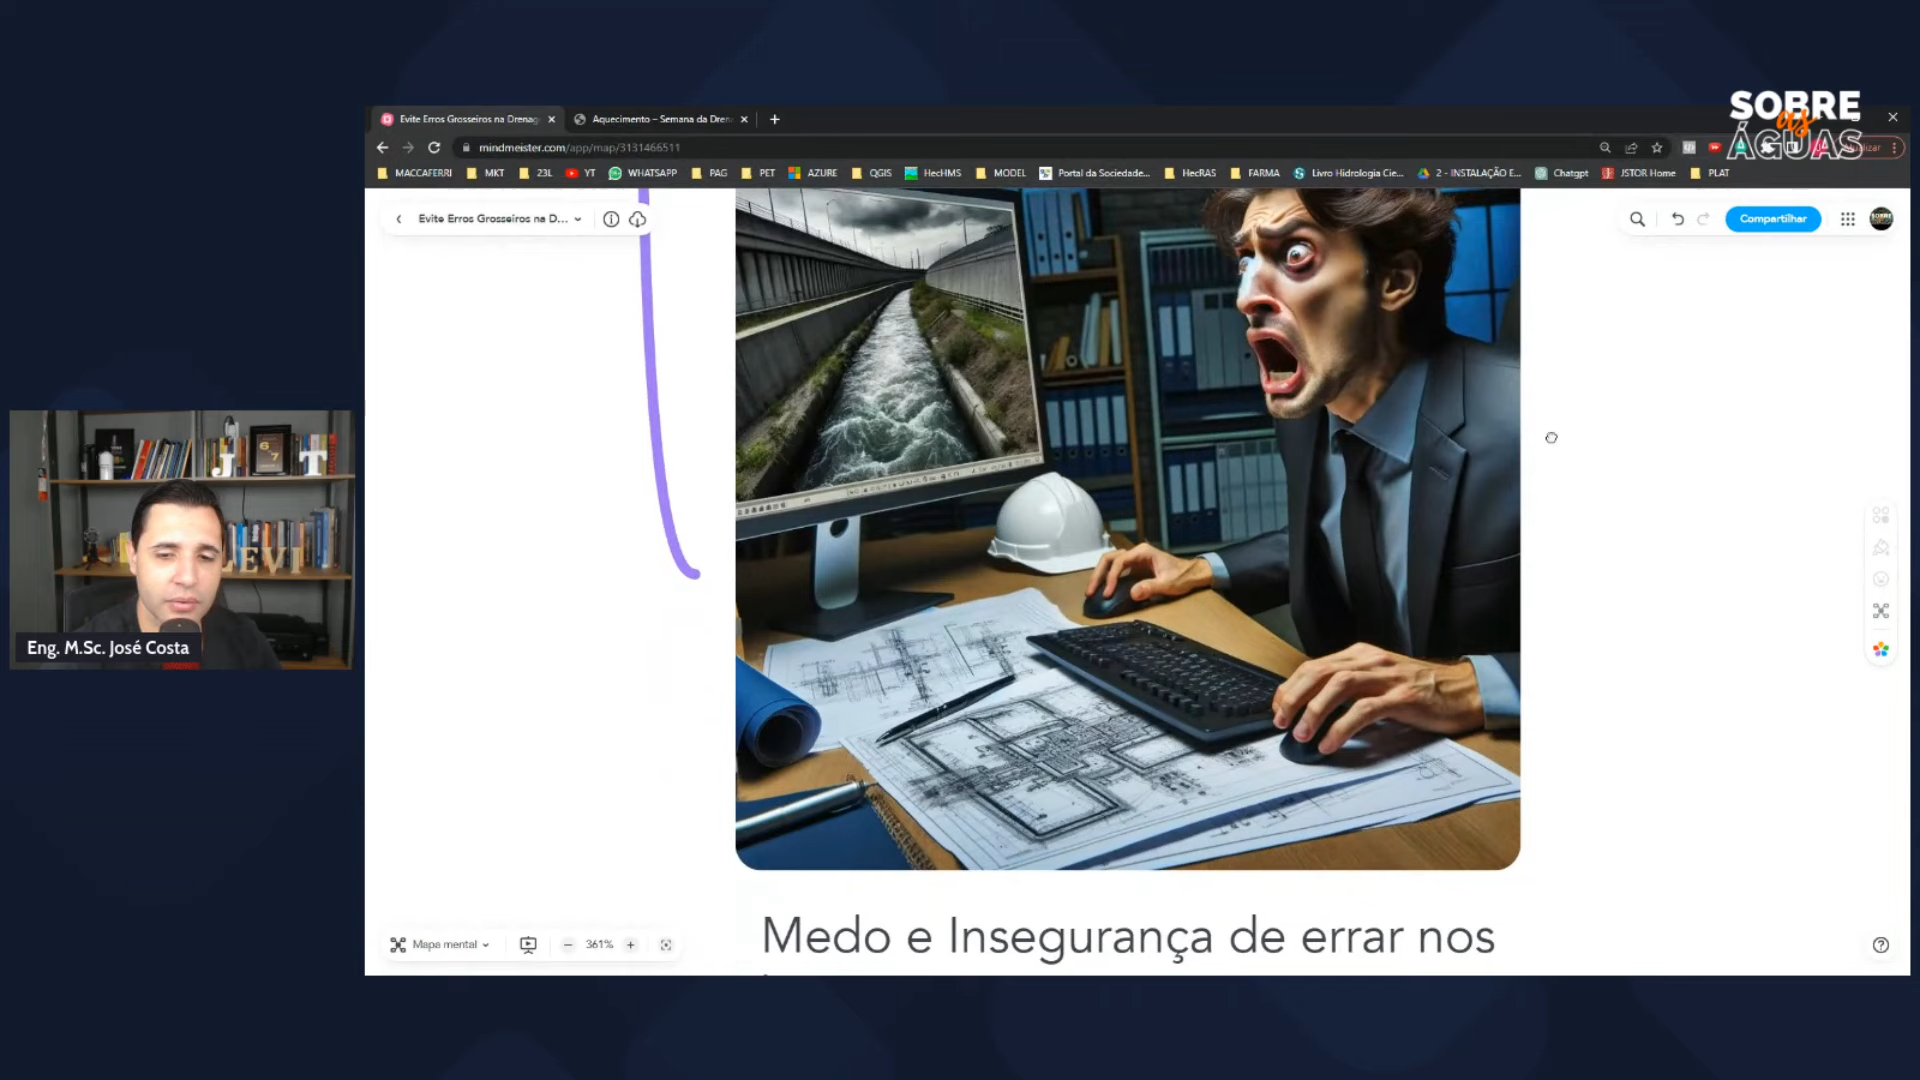 SOBRE
as
ÁGUAS
Evite Erros Grosseiros na Drenag
Aquecimento – Semana da Dren
mindmeister.com/app/map/3131466511
MACCAFERRI MKT 23L YT WHATSAPP PAG PET AZURE QGIS HecHMS MODEL Portal da Sociedade... HecRAS FARMA Livro Hidrologia Cie... 2 - INSTALAÇÃO E... Chatgpt JSTOR Home PLAT
Evite Erros Grosseiros na D...
Compartilhar
J T
6 7
LEVI
Eng. M.Sc. José Costa
Medo e Insegurança de errar nos
Mapa mental
361%